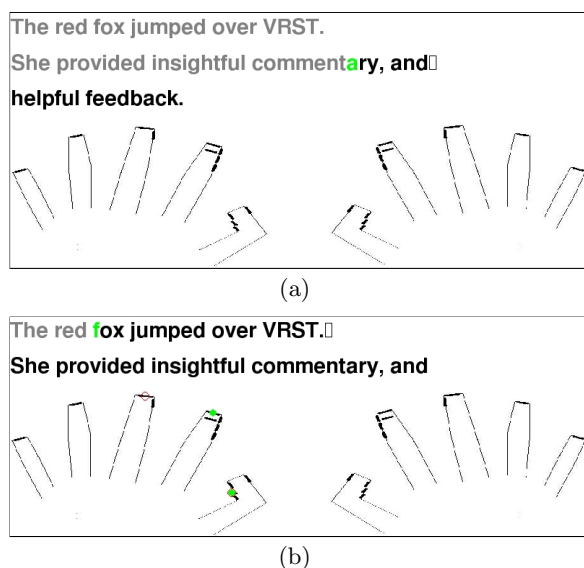 The red fox jumped over VRST.
She provided insightful commentary, and▯
helpful feedback.
(a)
The red fox jumped over VRST.▯
She provided insightful commentary, and
(b)